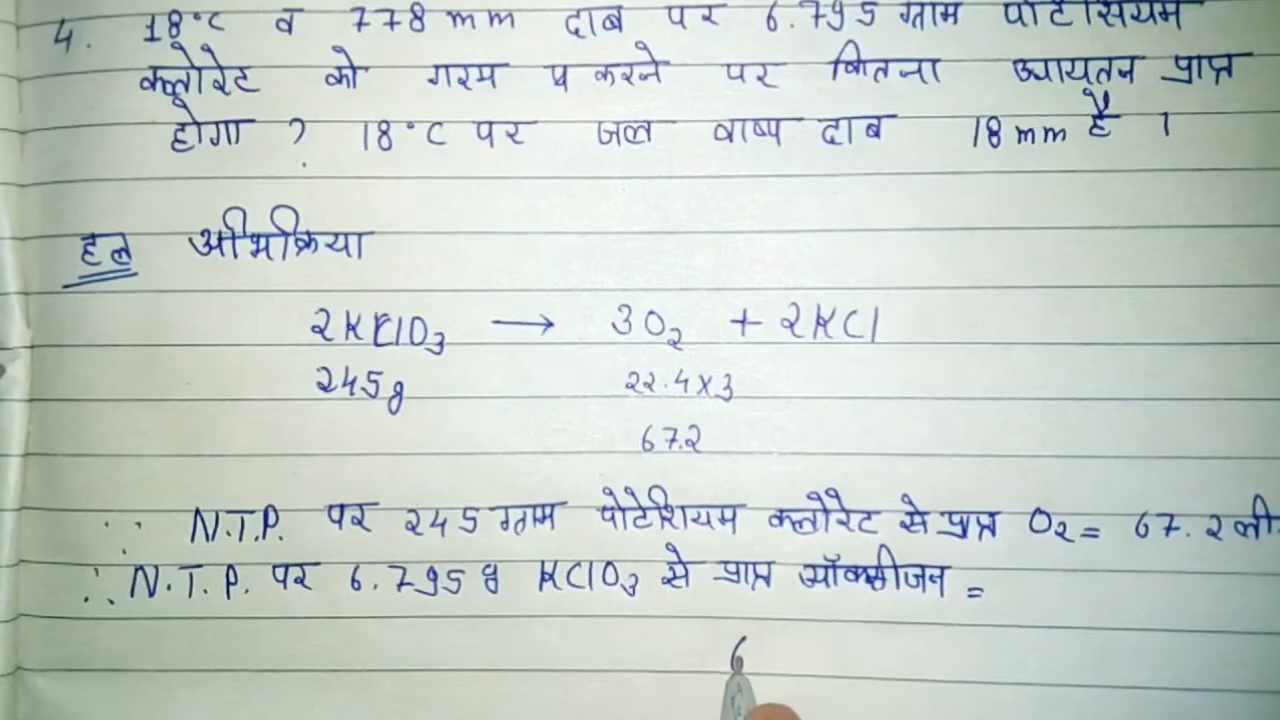 4. 18°C व 778 mm दाब पर 6.795 ग्राम पोटेशियम
क्लोरेट को गरम करने पर कितना आयतन प्राप्त
होगा ? 18°C पर जल वाष्प दाब 18 mm है ।
हल अभिक्रिया
2KClO3 → 3O2 + 2KCl
245g 22.4x3
67.2
∵ N.T.P. पर 245 ग्राम पोटेशियम क्लोरेट से प्राप्त O2 = 67.2 ली.
∴ N.T.P. पर 6.795 g KClO3 से प्राप्त ऑक्सीजन =
6